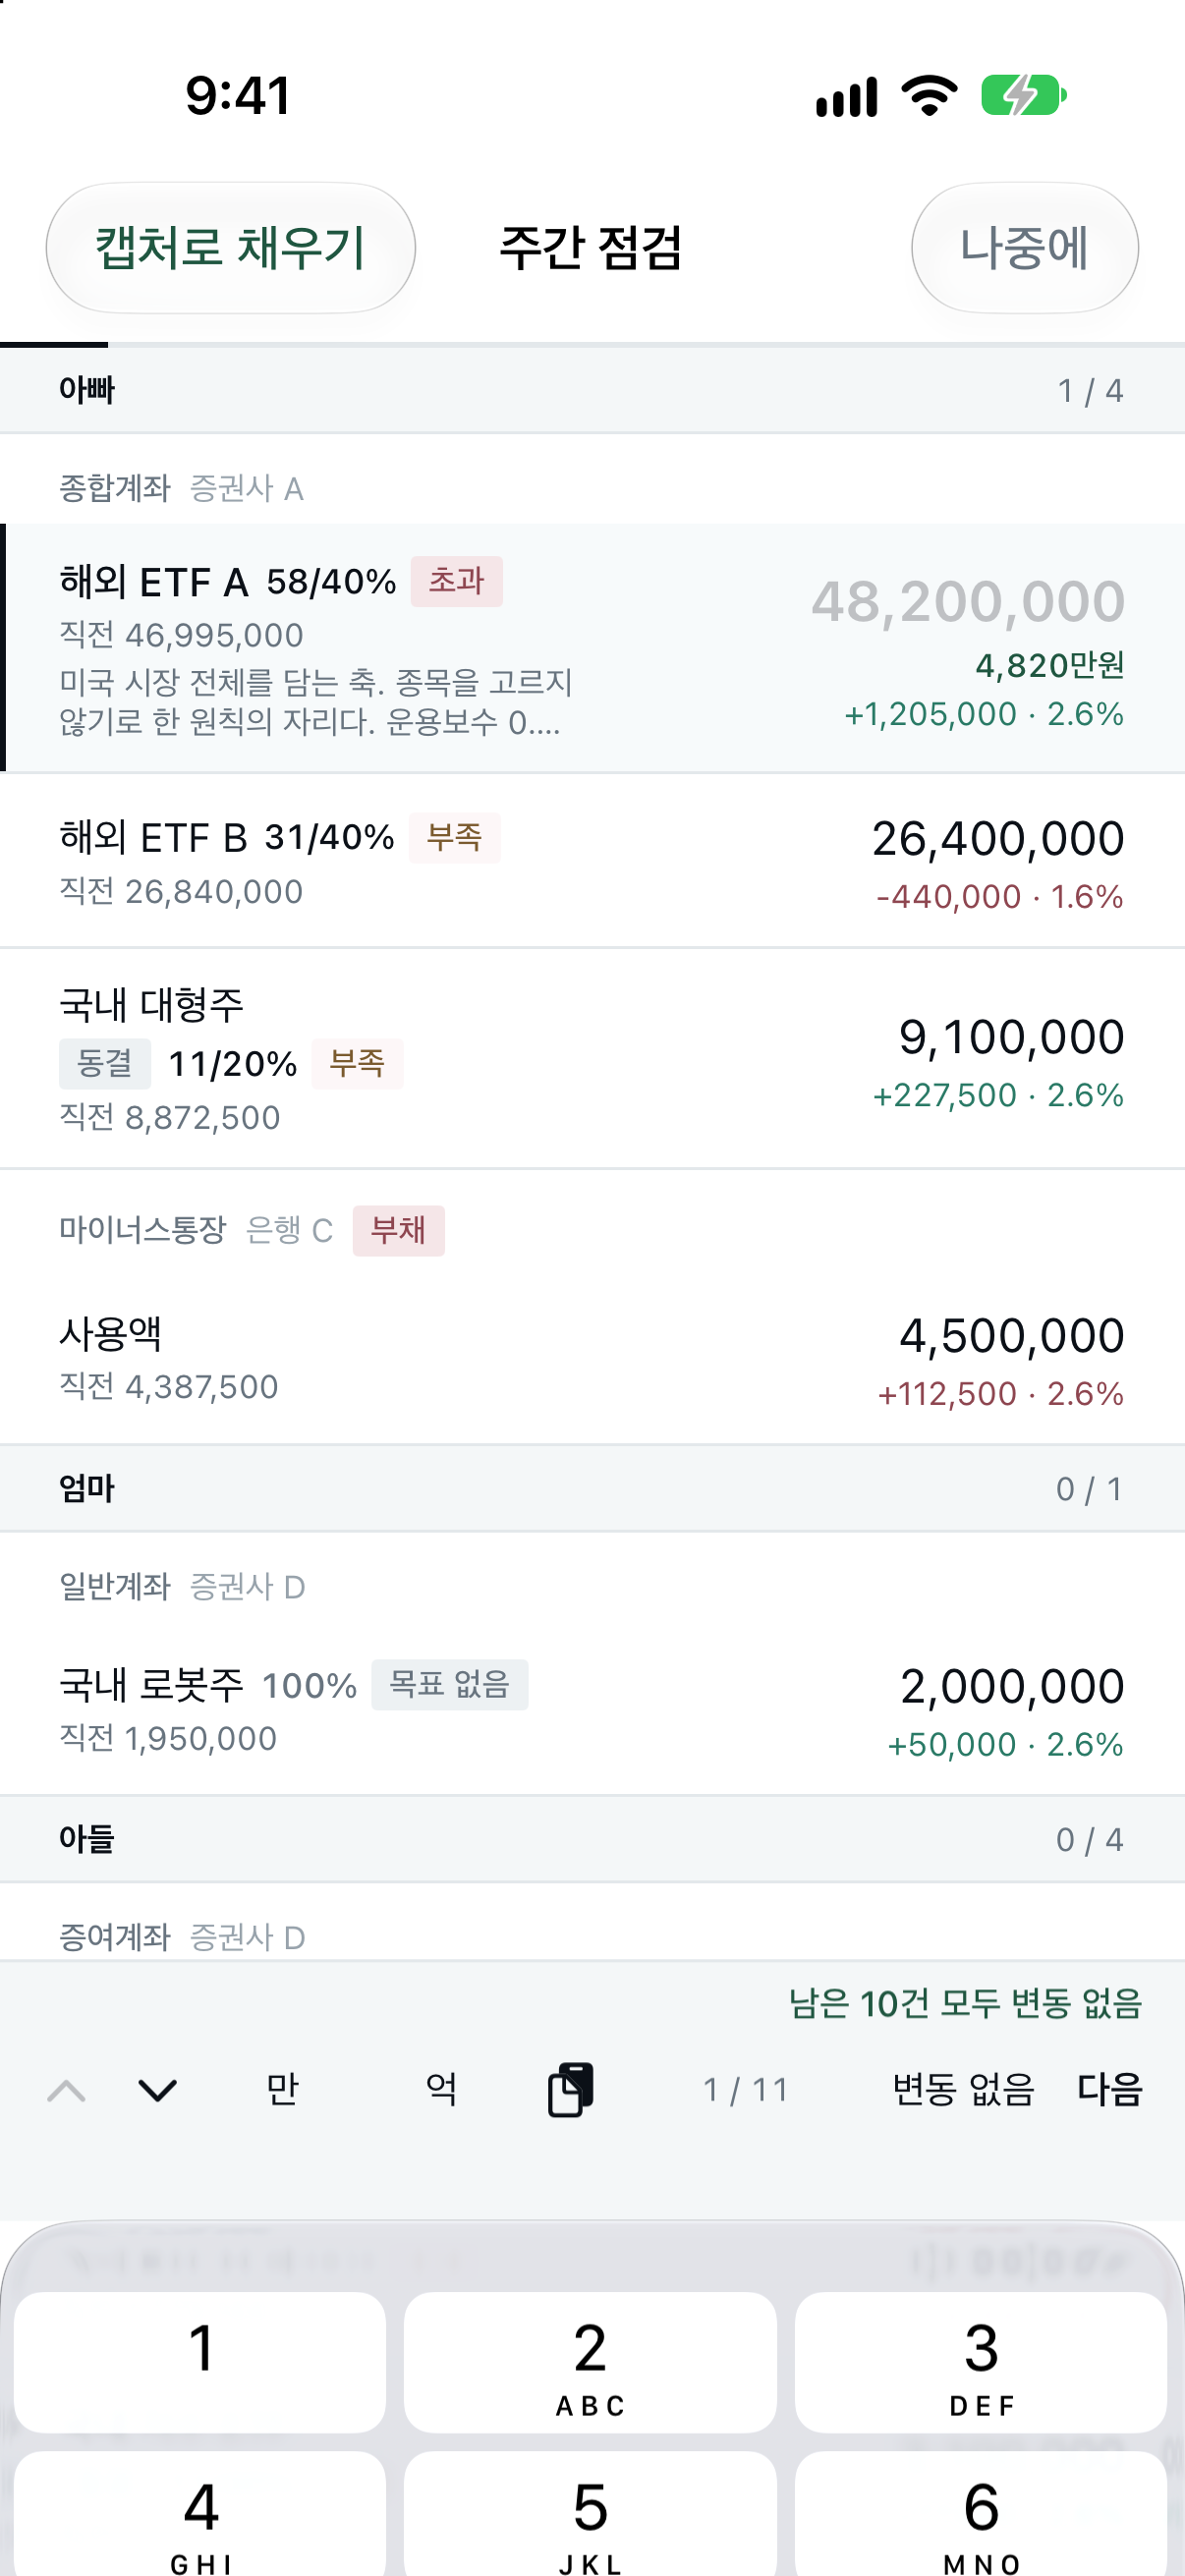 9:41
캡처로 채우기 주간 점검 나중에
아빠 1 / 4
종합계좌 증권사 A
해외 ETF A 58/40% 초과
48,200,000
직전 46,995,000
4,820만원
미국 시장 전체를 담는 축. 종목을 고르지
않기로 한 원칙의 자리다. 운용보수 0....
+1,205,000 · 2.6%
해외 ETF B 31/40% 부족
26,400,000
직전 26,840,000
-440,000 · 1.6%
국내 대형주
동결 11/20% 부족
9,100,000
직전 8,872,500
+227,500 · 2.6%
마이너스통장 은행 C 부채
사용액
4,500,000
직전 4,387,500
+112,500 · 2.6%
엄마 0 / 1
일반계좌 증권사 D
국내 로봇주 100% 목표 없음
2,000,000
직전 1,950,000
+50,000 · 2.6%
아들 0 / 4
증여계좌 증권사 D
남은 10건 모두 변동 없음
만 억 1 / 11 변동 없음 다음
1
2 ABC
3 DEF
4 GHI
5 JKL
6 MNO